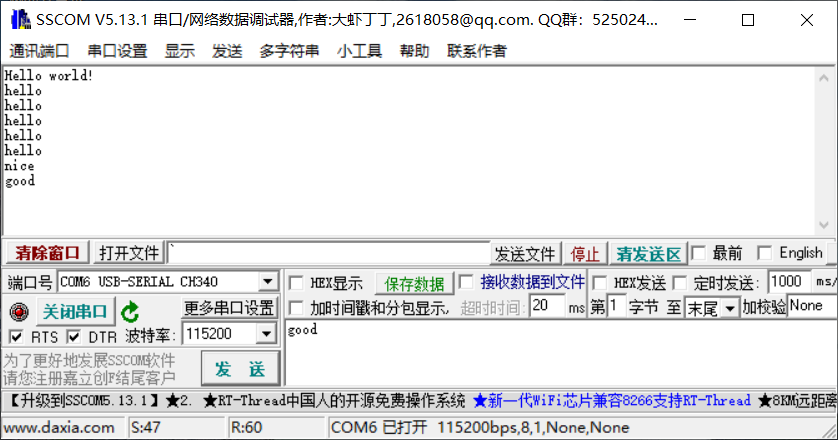 SSCOM V5.13.1 串口/网络数据调试器,作者:大虾丁丁,2618058@qq.com. QQ群：525024...
通讯端口 串口设置 显示 发送 多字符串 小工具 帮助 联系作者
Hello world!
hello
hello
hello
hello
hello
nice
good
清除窗口 打开文件 ` 发送文件 停止 清发送区 最前 English
端口号 COM6 USB-SERIAL CH340 HEX显示 保存数据 接收数据到文件 HEX发送 定时发送: 1000 ms/
关闭串口 更多串口设置 加时间戳和分包显示, 超时时间: 20 ms 第 1 字节 至 末尾 加校验 None
RTS DTR 波特率: 115200 good
为了更好地发展SSCOM软件
请您注册嘉立创F结尾客户
发 送
【升级到SSCOM5.13.1】★2. ★RT-Thread中国人的开源免费操作系统 ★新一代WiFi芯片兼容8266支持RT-Thread ★8KM远距离
www.daxia.com S:47 R:60 COM6 已打开 115200bps,8,1,None,None